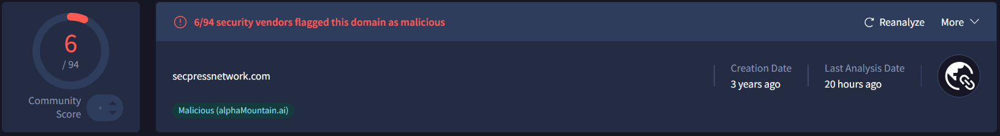 6
/ 94
Community
Score
6/94 security vendors flagged this domain as malicious
Reanalyze
More
secpressnetwork.com
Malicious (alphaMountain.ai)
Creation Date
3 years ago
Last Analysis Date
20 hours ago